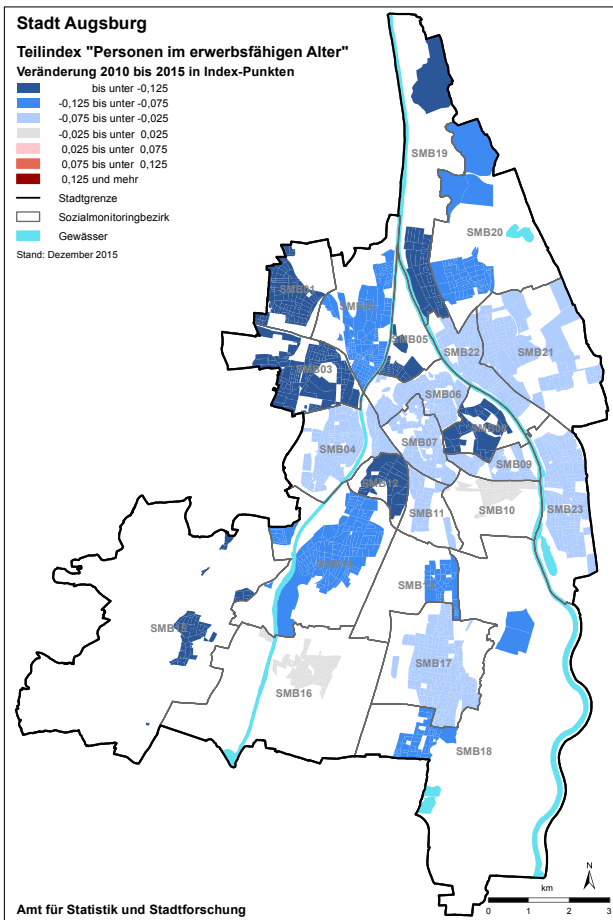 Stadt Augsburg
Teilindex "Personen im erwerbsfähigen Alter"
Veränderung 2010 bis 2015 in Index-Punkten
bis unter -0,125
-0,125 bis unter -0,075
-0,075 bis unter -0,025
-0,025 bis unter 0,025
0,025 bis unter 0,075
0,075 bis unter 0,125
0,125 und mehr
Stadtgrenze
Sozialmonitoringbezirk
Gewässer
Stand: Dezember 2015
SMB19
SMB20
SMB01
SMB05
SMB22
SMB21
SMB03
SMB06
SMB04
SMB07
SMB09
SMB12
SMB11
SMB10
SMB23
SMB17
SMB16
SMB18
N
km
0 1 2 3
Amt für Statistik und Stadtforschung